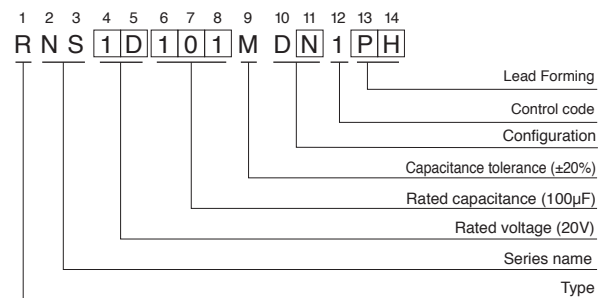 1 2 3 4 5 6 7 8 9 10 11 12 13 14
R N S 1 D 1 0 1 M D N 1 P H
Lead Forming
Control code
Configuration
Capacitance tolerance (±20%)
Rated capacitance (100µF)
Rated voltage (20V)
Series name
Type